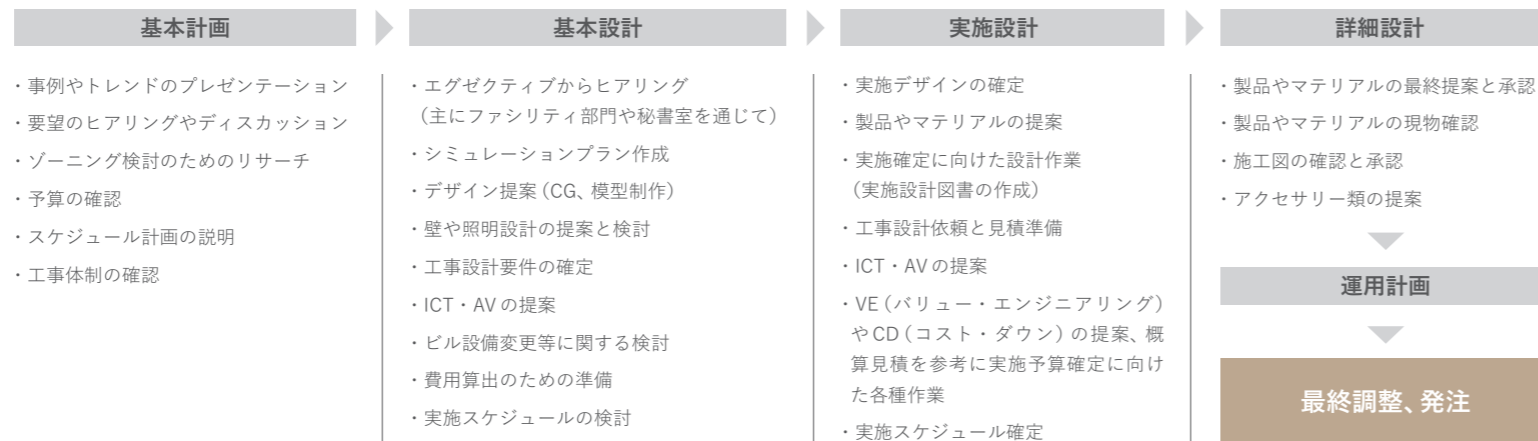 基本計画
・事例やトレンドのプレゼンテーション
・要望のヒアリングやディスカッション
・ゾーニング検討のためのリサーチ
・予算の確認
・スケジュール計画の説明
・工事体制の確認
基本設計
・エグゼクティブからヒアリング
（主にファシリティ部門や秘書室を通じて）
・シミュレーションプラン作成
・デザイン提案（CG、模型制作）
・壁や照明設計の提案と検討
・工事設計要件の確定
・ICT・AVの提案
・ビル設備変更等に関する検討
・費用算出のための準備
・実施スケジュールの検討
実施設計
・実施デザインの確定
・製品やマテリアルの提案
・実施確定に向けた設計作業
（実施設計図書の作成）
・工事設計依頼と見積準備
・ICT・AVの提案
・VE（バリュー・エンジニアリング）
やCD（コスト・ダウン）の提案、概
算見積を参考に実施予算確定に向け
た各種作業
・実施スケジュール確定
詳細設計
・製品やマテリアルの最終提案と承認
・製品やマテリアルの現物確認
・施工図の確認と承認
・アクセサリー類の提案
運用計画
最終調整、発注